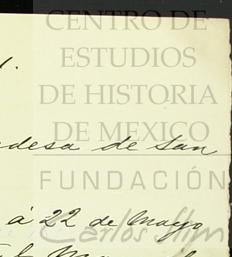 CENTRO DE
ESTUDIOS
DE HISTORIA
DE MEXICO
desa de San
FUNDACIÓN
á 22 de Mayo
Carlos Slim